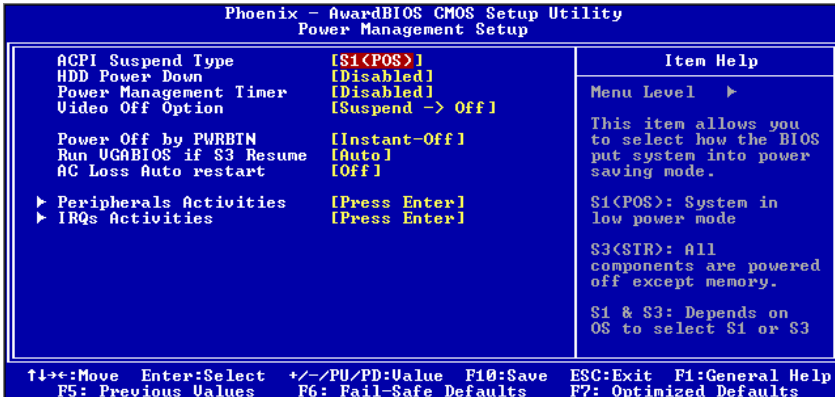 Phoenix - AwardBIOS CMOS Setup Utility
Power Management Setup
ACPI Suspend Type [S1(POS)]
HDD Power Down [Disabled]
Power Management Timer [Disabled]
Video Off Option [Suspend -> Off]
Power Off by PWRBTN [Instant-Off]
Run VGABIOS if S3 Resume [Auto]
AC Loss Auto restart [Off]
▶ Peripherals Activities [Press Enter]
▶ IRQs Activities [Press Enter]
Item Help
Menu Level ▶
This item allows you
to select how the BIOS
put system into power
saving mode.
S1(POS): System in
low power mode
S3(STR): All
components are powered
off except memory.
S1 & S3: Depends on
OS to select S1 or S3
↑↓→←:Move Enter:Select +/-/PU/PD:Value F10:Save ESC:Exit F1:General Help
F5: Previous Values F6: Fail-Safe Defaults F7: Optimized Defaults